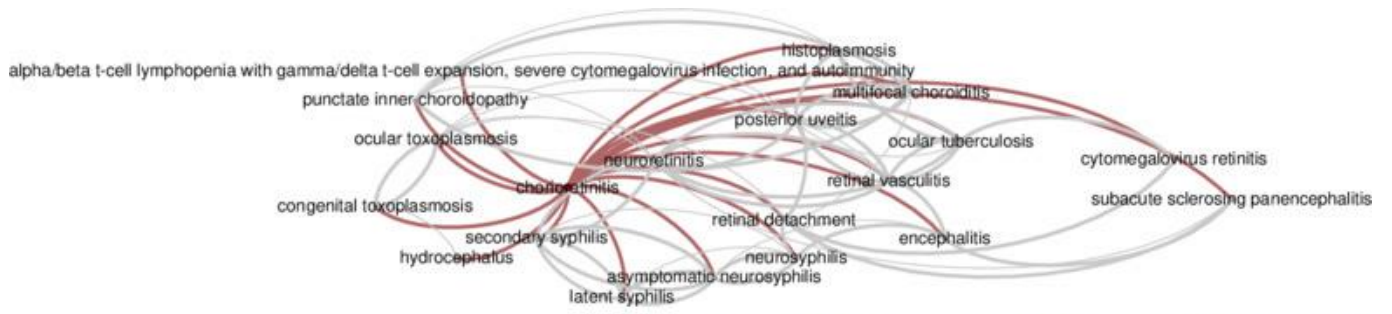 histoplasmosis
alpha/beta t-cell lymphopenia with gamma/delta t-cell expansion, severe cytomegalovirus infection, and autoimmunity
multifocal choroiditis
punctate inner choroidopathy
posterior uveitis
ocular toxoplasmosis
ocular tuberculosis
neuroretinitis
cytomegalovirus retinitis
chorioretinitis
retinal vasculitis
subacute sclerosing panencephalitis
congenital toxoplasmosis
retinal detachment
secondary syphilis
encephalitis
hydrocephalus
neurosyphilis
asymptomatic neurosyphilis
latent syphilis